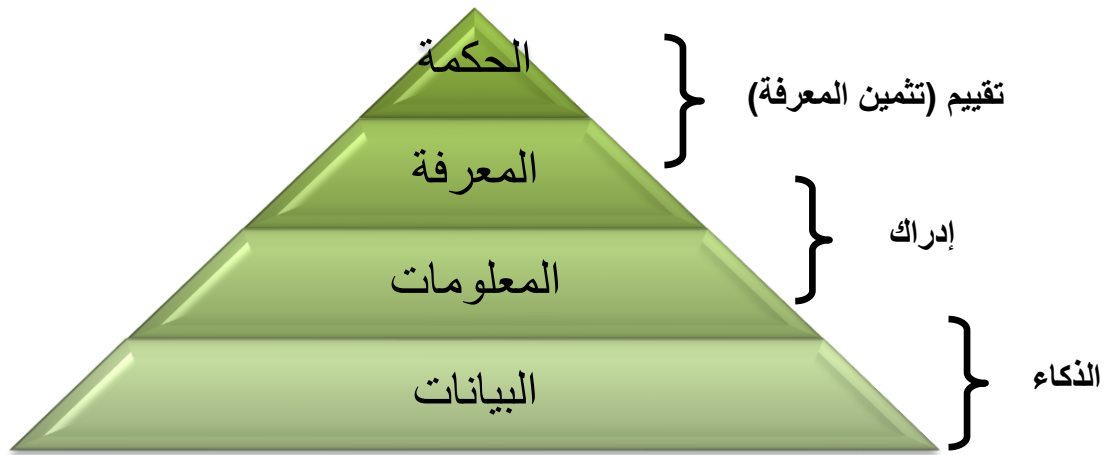 الحكمة
تقييم (تثمين المعرفة)
المعرفة
إدراك
المعلومات
الذكاء
البيانات